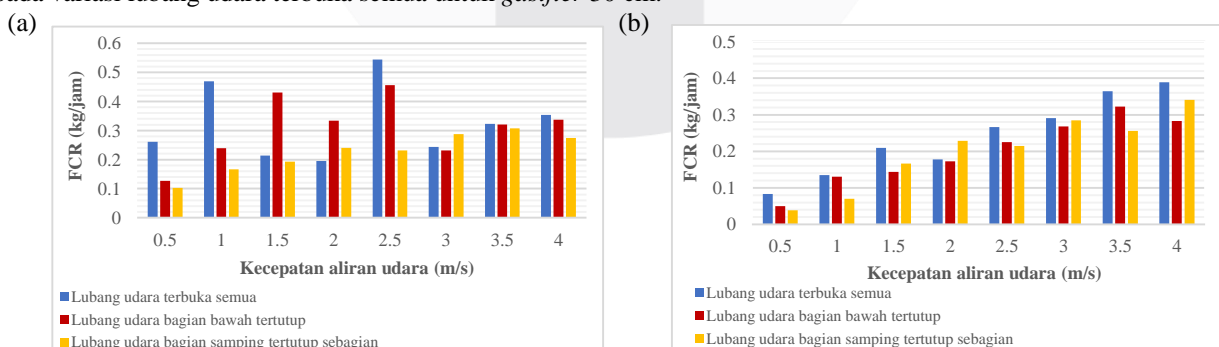 pada variasi lubang udara terbuka semua untuk gasifier 30 cm.
(a)
0.6
0.5
0.4
0.3
0.2
0.1
0
FCR (kg/jam)
0.5 1 1.5 2 2.5 3 3.5 4
Kecepatan aliran udara (m/s)
Lubang udara terbuka semua
Lubang udara bagian bawah tertutup
Lubang udara bagian samping tertutup sebagian
(b)
0.5
0.4
0.3
0.2
0.1
0
FCR (kg/jam)
0.5 1 1.5 2 2.5 3 3.5 4
Kecepatan aliran udara (m/s)
Lubang udara terbuka semua
Lubang udara bagian bawah tertutup
Lubang udara bagian samping tertutup sebagian